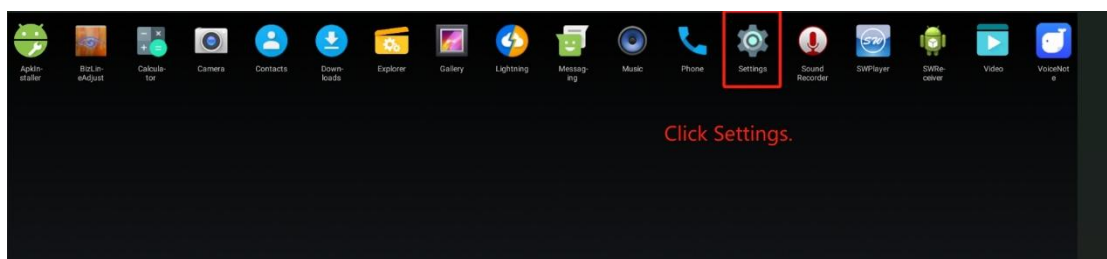 ApkIn-
staller
BizLin-
eAdjust
Calcula-
tor
Camera
Contacts
Down-
loads
Explorer
Gallery
Lightning
Messag-
ing
Music
Phone
Settings
Sound
Recorder
SW
SWPlayer
SWRe-
ceiver
Video
VoiceNot
e
Click Settings.